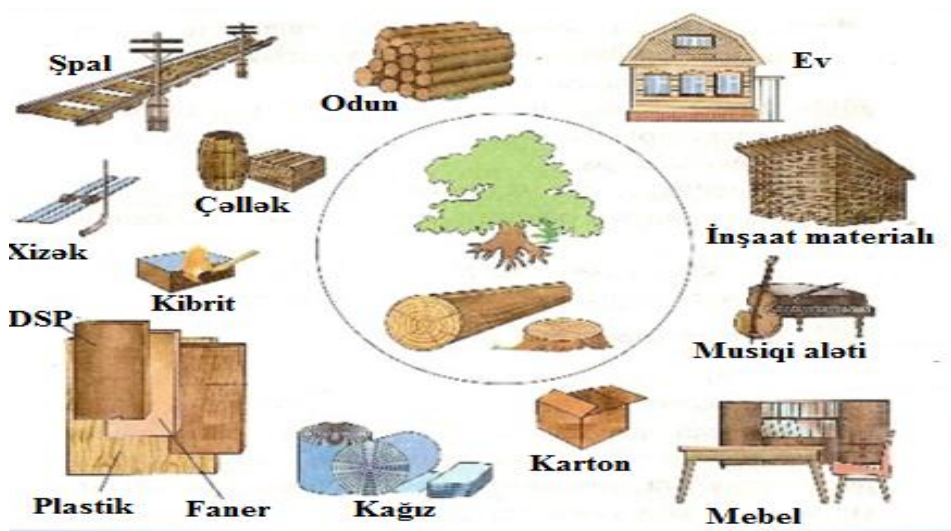 Şpal
Odun
Ev
Çəllək
Xizək
İnşaat materialı
Kibrit
DSP
Musiqi aləti
Karton
Plastik
Faner
Kağız
Mebel